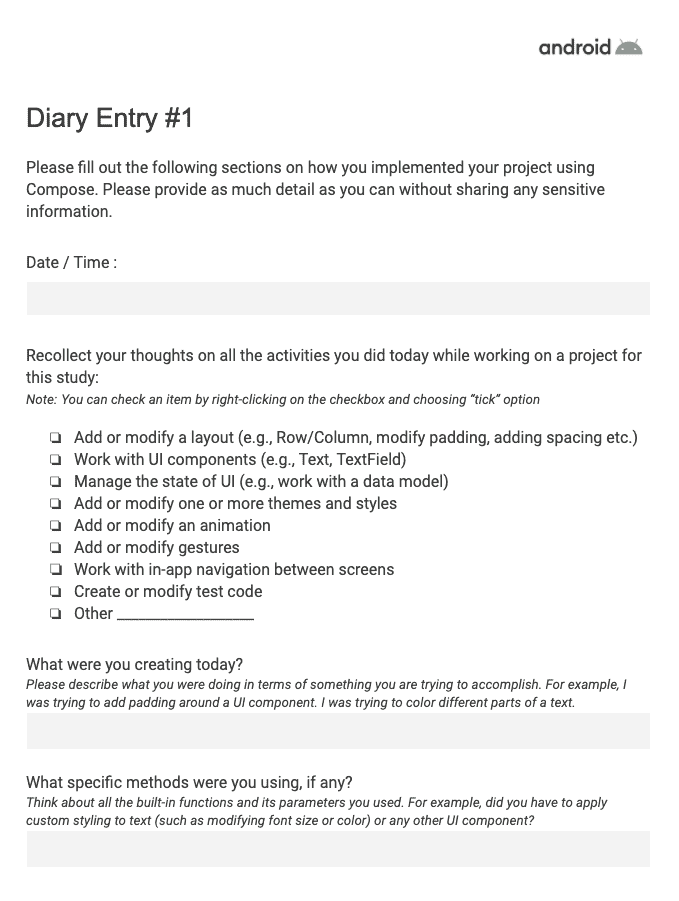 android
Diary Entry #1
Please fill out the following sections on how you implemented your project using
Compose. Please provide as much detail as you can without sharing any sensitive
information.
Date / Time :
Recollect your thoughts on all the activities you did today while working on a project for
this study:
Note: You can check an item by right-clicking on the checkbox and choosing “tick” option
❏ Add or modify a layout (e.g., Row/Column, modify padding, adding spacing etc.)
❏ Work with UI components (e.g., Text, TextField)
❏ Manage the state of UI (e.g., work with a data model)
❏ Add or modify one or more themes and styles
❏ Add or modify an animation
❏ Add or modify gestures
❏ Work with in-app navigation between screens
❏ Create or modify test code
❏ Other _________________
What were you creating today?
Please describe what you were doing in terms of something you are trying to accomplish. For example, I
was trying to add padding around a UI component. I was trying to color different parts of a text.
What specific methods were you using, if any?
Think about all the built-in functions and its parameters you used. For example, did you have to apply
custom styling to text (such as modifying font size or color) or any other UI component?